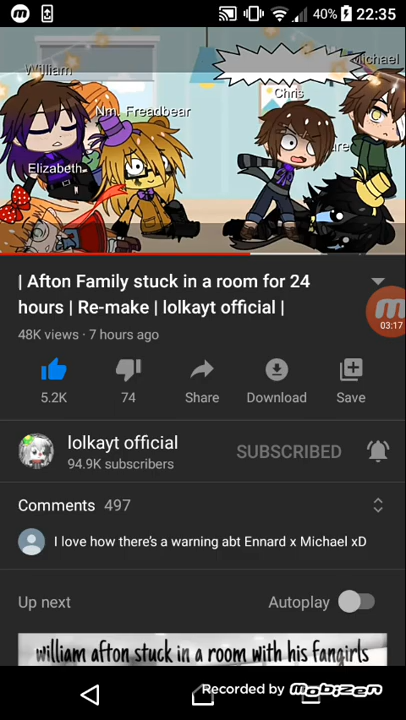 40% 22:35
William
Michael
Chris
Nm. Freadbear
Elizabeth
| Afton Family stuck in a room for 24
hours | Re-make | lolkayt official |
48K views · 7 hours ago
03:17
5.2K
74
Share
Download
Save
lolkayt official
94.9K subscribers
SUBSCRIBED
Comments 497
I love how there's a warning abt Ennard x Michael xD
Up next
Autoplay
william afton stuck in a room with his fangirls
Recorded by mobizen